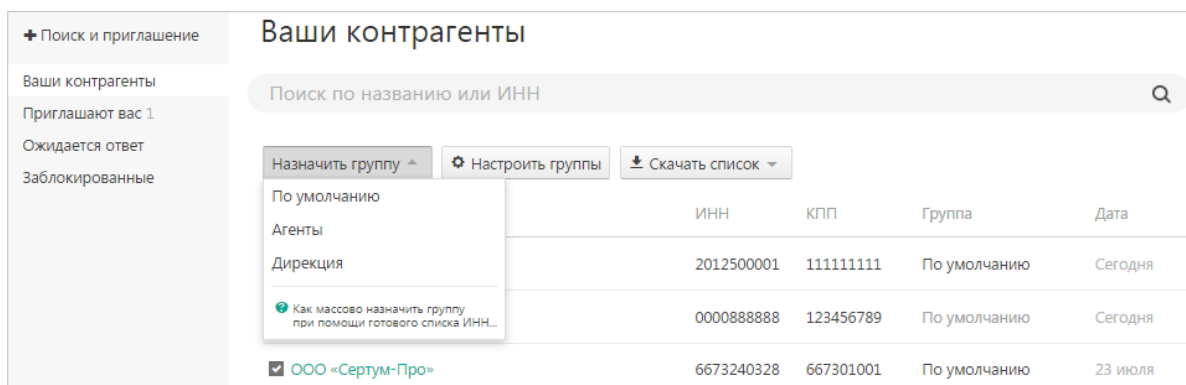 Поиск и приглашение
Ваши контрагенты
Приглашают вас 1
Ожидается ответ
Заблокированные
Ваши контрагенты
Поиск по названию или ИНН
Назначить группу Настроить группы Скачать список
По умолчанию
Агенты
Дирекция
Как массово назначить группу
при помощи готового списка ИНН...
ИНН КПП Группа Дата
2012500001 111111111 По умолчанию Сегодня
0000888888 123456789 По умолчанию Сегодня
ООО «Сертум-Про» 6673240328 667301001 По умолчанию 23 июля